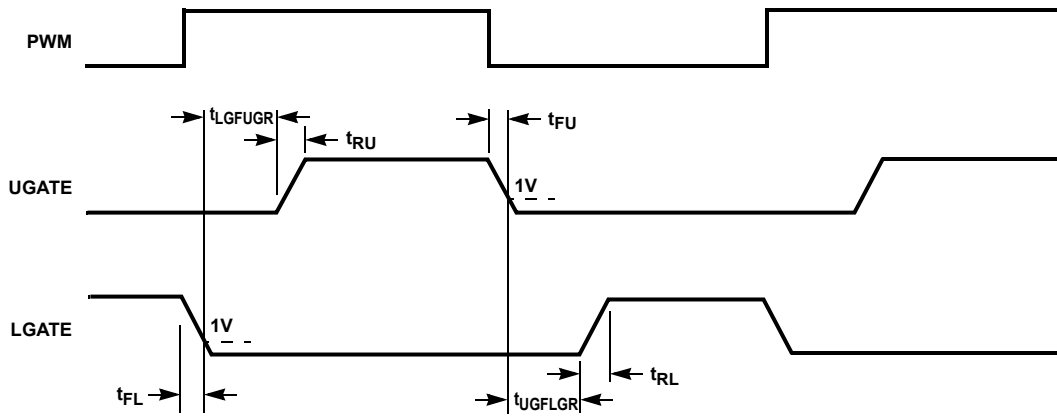 PWM
tLGFUGR
tRU
tFU
UGATE
1V
LGATE
1V
tFL
tRL
tUGFLGR